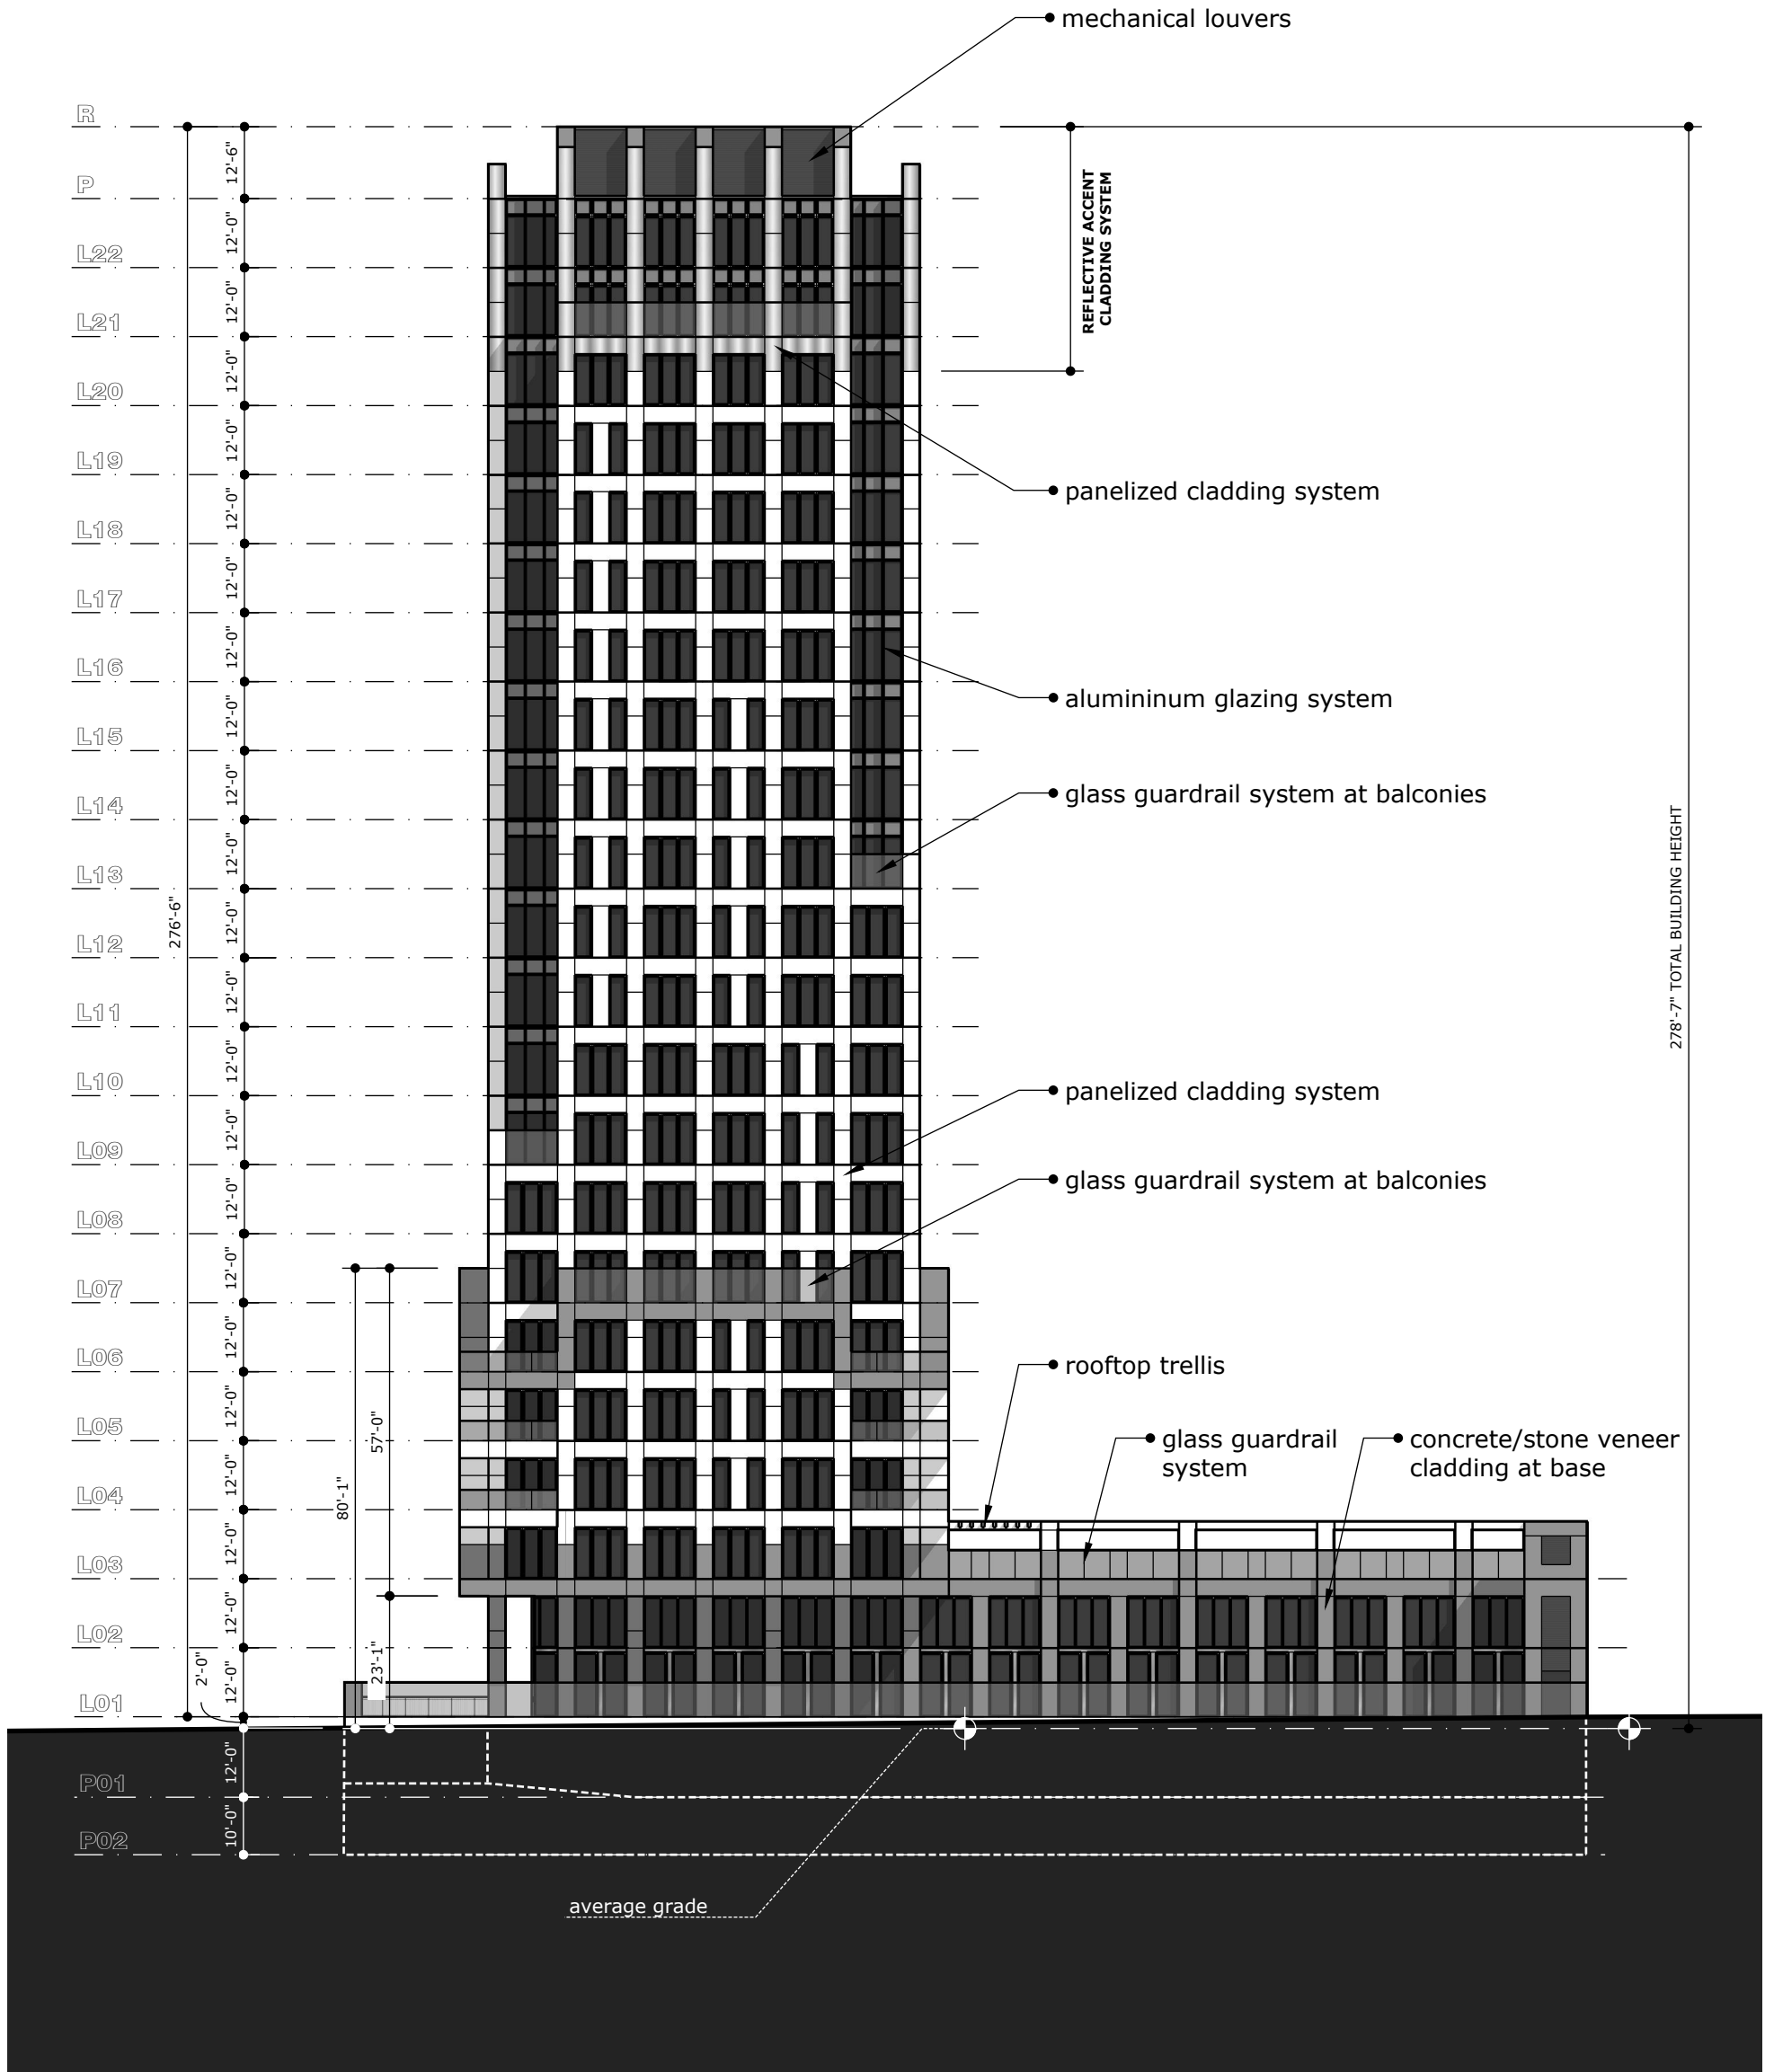 mechanical louvers
R
12'-6"
P
REFLECTIVE ACCENT
CLADDING SYSTEM
12'-0"
L22
12'-0"
L21
12'-0"
L20
12'-0"
L19
panelized cladding system
12'-0"
L18
12'-0"
L17
12'-0"
L16
alumininum glazing system
12'-0"
L15
12'-0"
L14
glass guardrail system at balconies
12'-0"
L13
276'-6"
12'-0"
L12
278'-7" TOTAL BUILDING HEIGHT
12'-0"
L11
12'-0"
L10
panelized cladding system
12'-0"
L09
glass guardrail system at balconies
12'-0"
L08
12'-0"
L07
12'-0"
L06
rooftop trellis
12'-0"
L05
57'-0"
glass guardrail
system
concrete/stone veneer
cladding at base
12'-0"
L04
80'-1"
12'-0"
L03
12'-0"
L02
2'-0"
12'-0"
23'-1"
L01
12'-0"
P01
10'-0"
P02
average grade